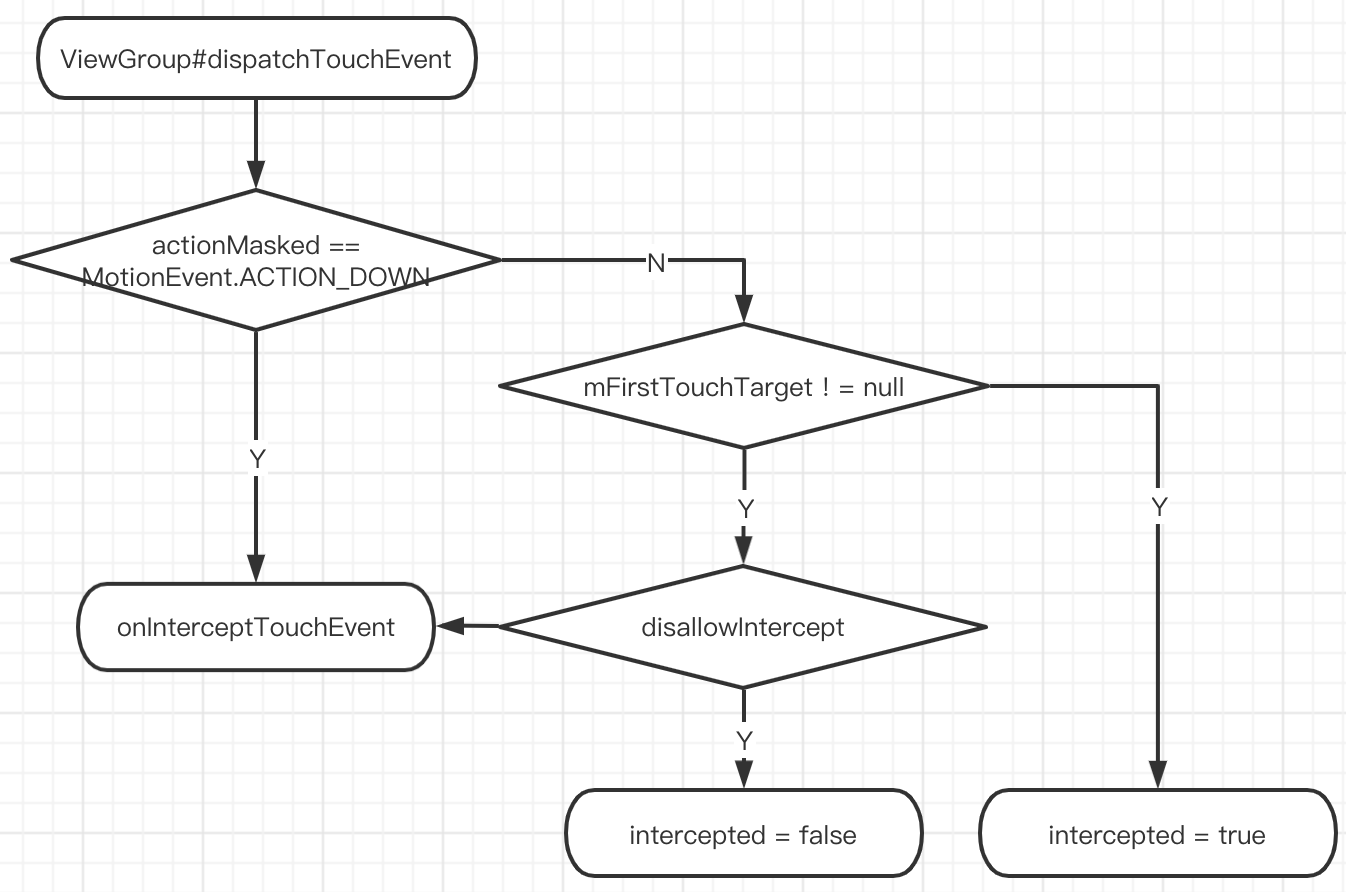 ViewGroup#dispatchTouchEvent
actionMasked ==
MotionEvent.ACTION_DOWN
N
mFirstTouchTarget ! = null
Y
Y
Y
disallowIntercept
onInterceptTouchEvent
Y
intercepted = false
intercepted = true